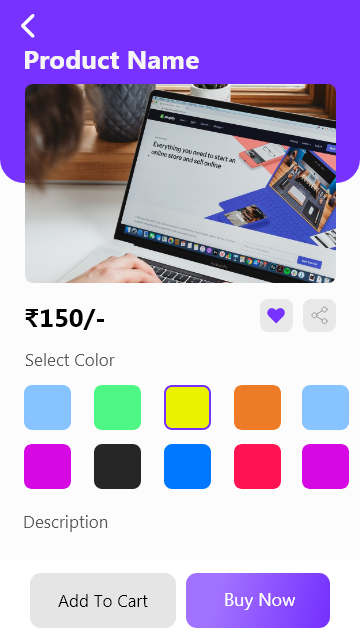 Product Name
shopify
Everything you need to start an
online store and sell online
₹150/-
Select Color
Description
Add To Cart
Buy Now